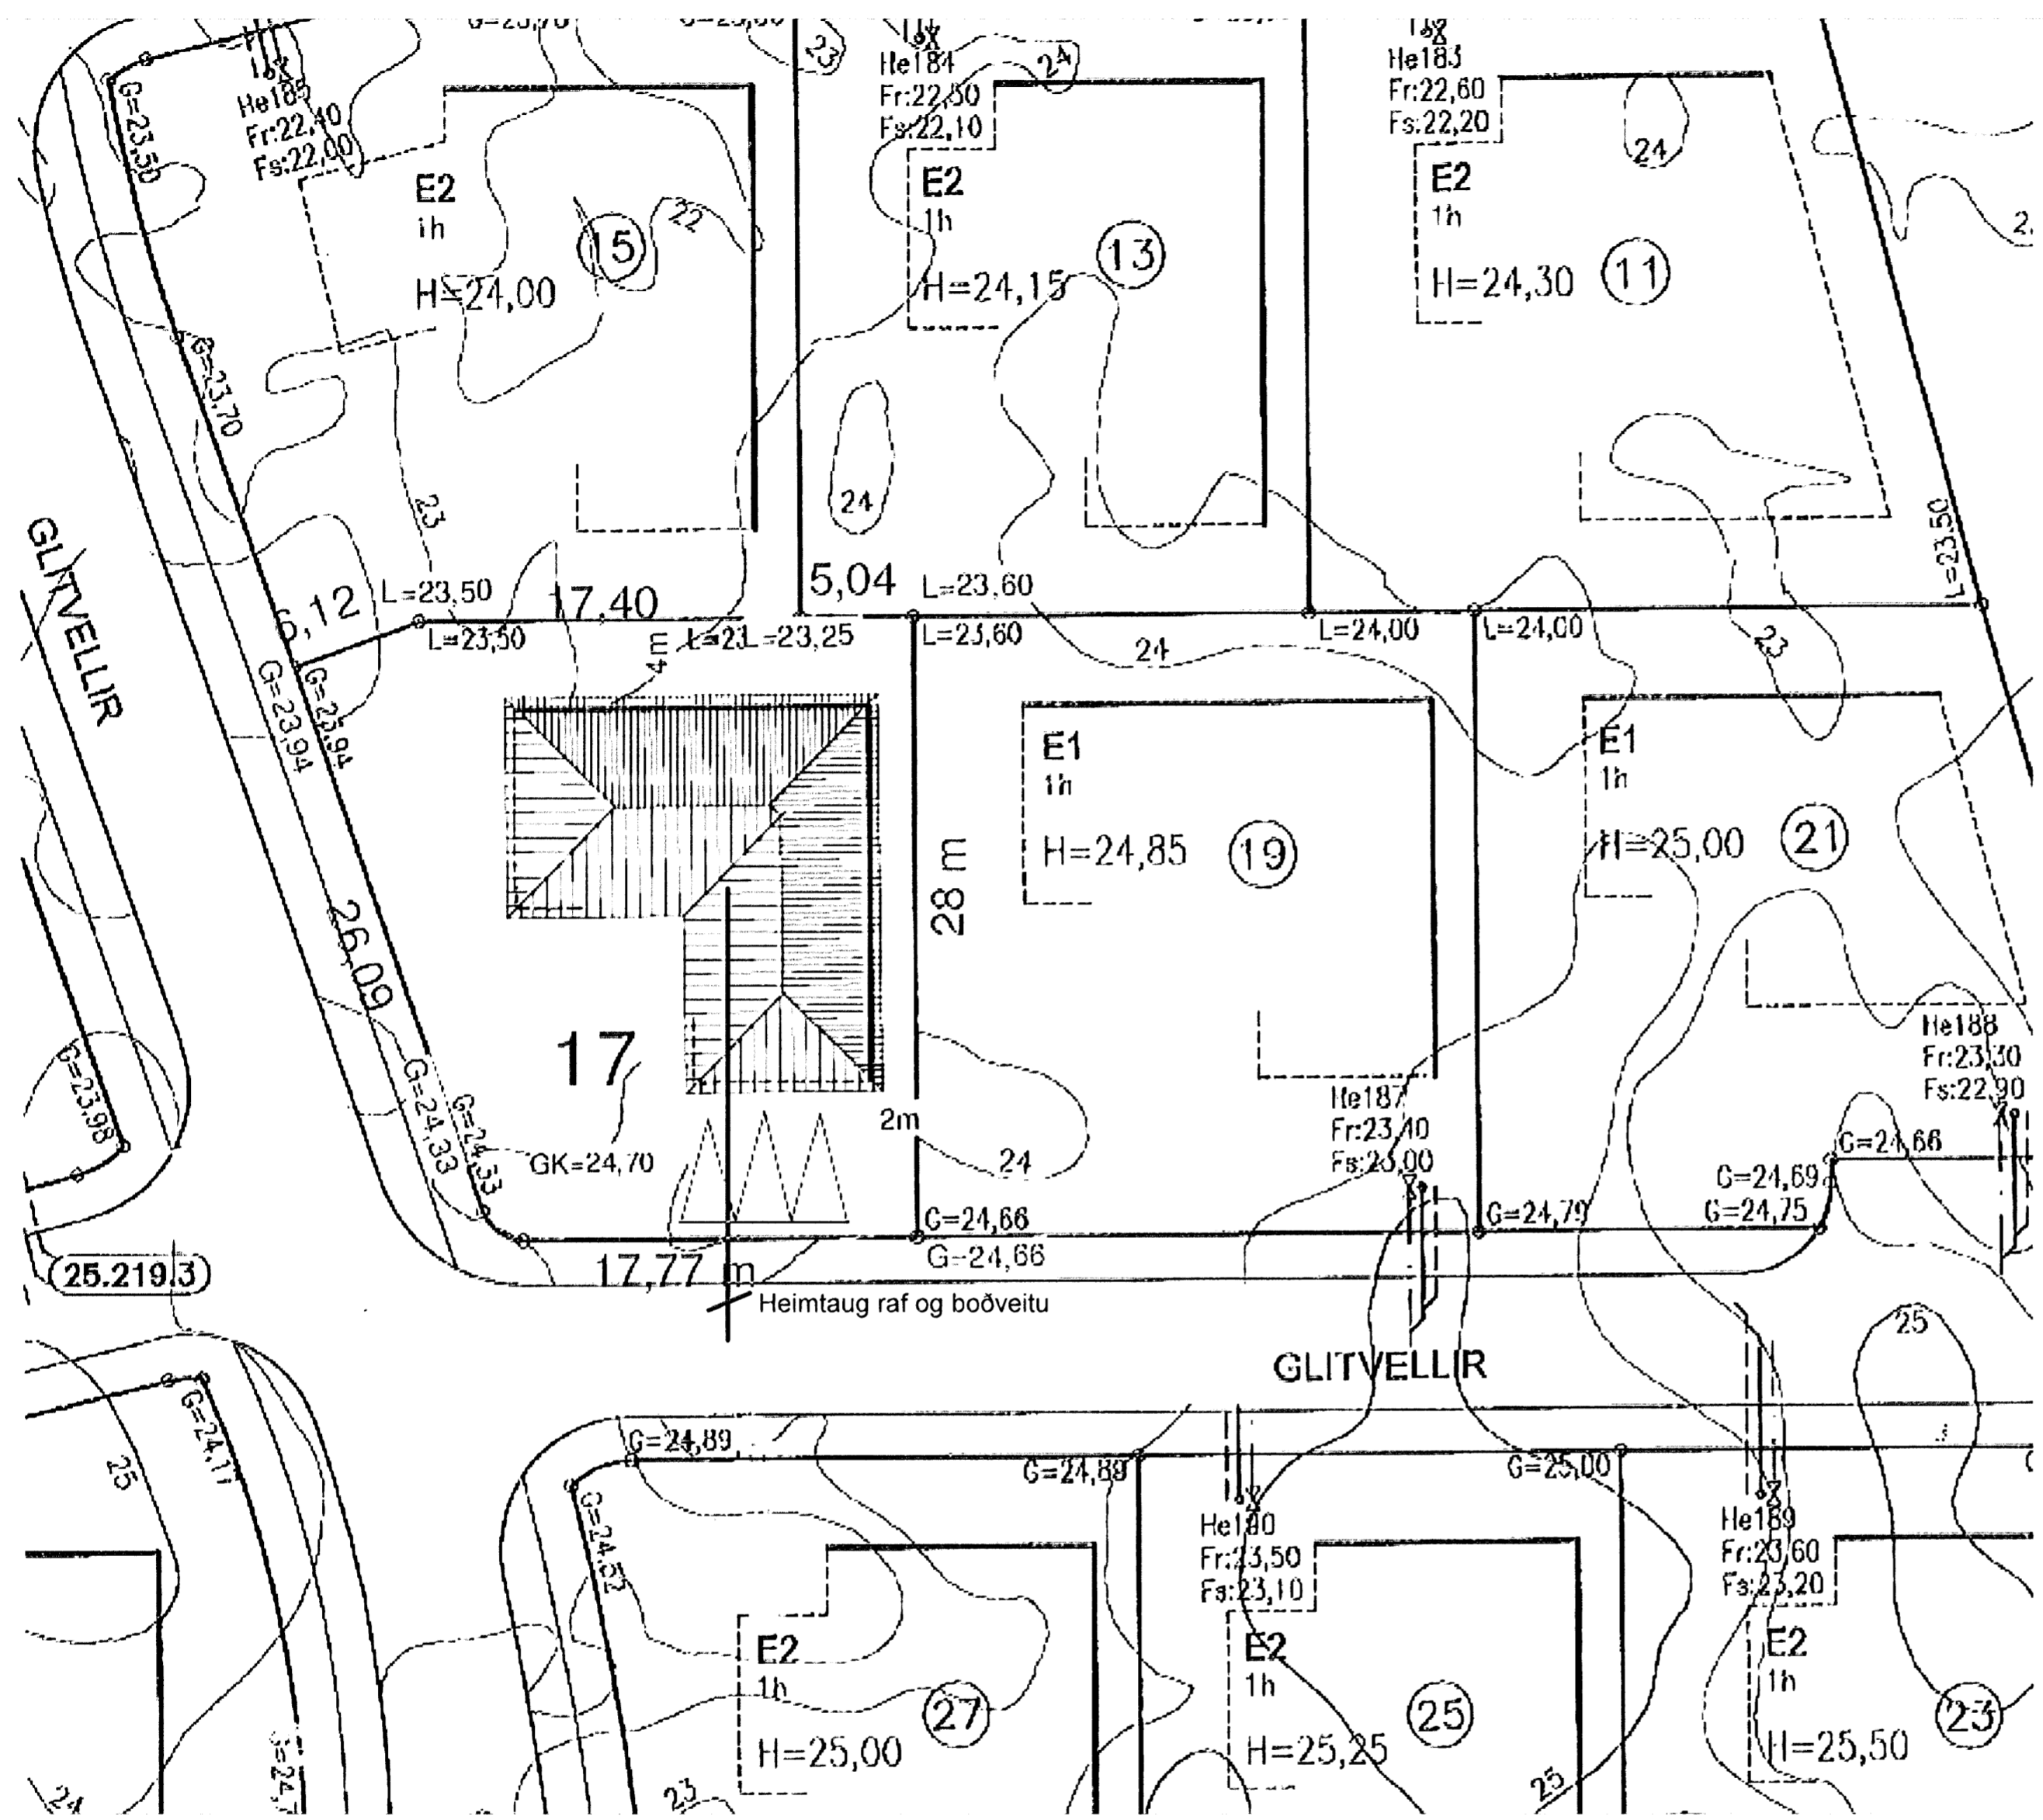 He184
Fr:22,50
Fs:22,10
He183
Fr:22,60
Fs:22,20
Fr:22,40
Fs:22,00
G=23,50
23
24
24
E2
1h
15
22
H=24,00
E2
1h
13
H=24,15
E2
1h
11
H=24,30
G=23,70
23
24
L=23,50
GLITVELLIR
6,12
L=23,50
17,40
5,04
L=23,60
L=23,50
L=23,25
L=23,60
L=24,00
L=24,00
4m
24
23
G=23,94
G=23,94
E1
1h
H=24,85
19
E1
1h
H=25,00
21
28 m
26,09
17
G=23,98
G=24,33
G=24,33
GK=24,70
2m
24
He187
Fr:23,40
Fs:23,00
He188
Fr:23,30
Fs:22,90
G=24,66
G=24,69
G=24,75
G=24,66
G=24,66
G=24,79
25.219.3
17,77 m
Heimtaug raf og boðveitu
25
GLITVELLIR
G=24,17
25
G=24,89
G=24,89
G=25,00
He190
Fr:23,50
Fs:23,10
He189
Fr:23,60
Fs:23,20
E2
1h
27
H=25,00
E2
1h
25
H=25,25
E2
1h
23
H=25,50
24
23
25